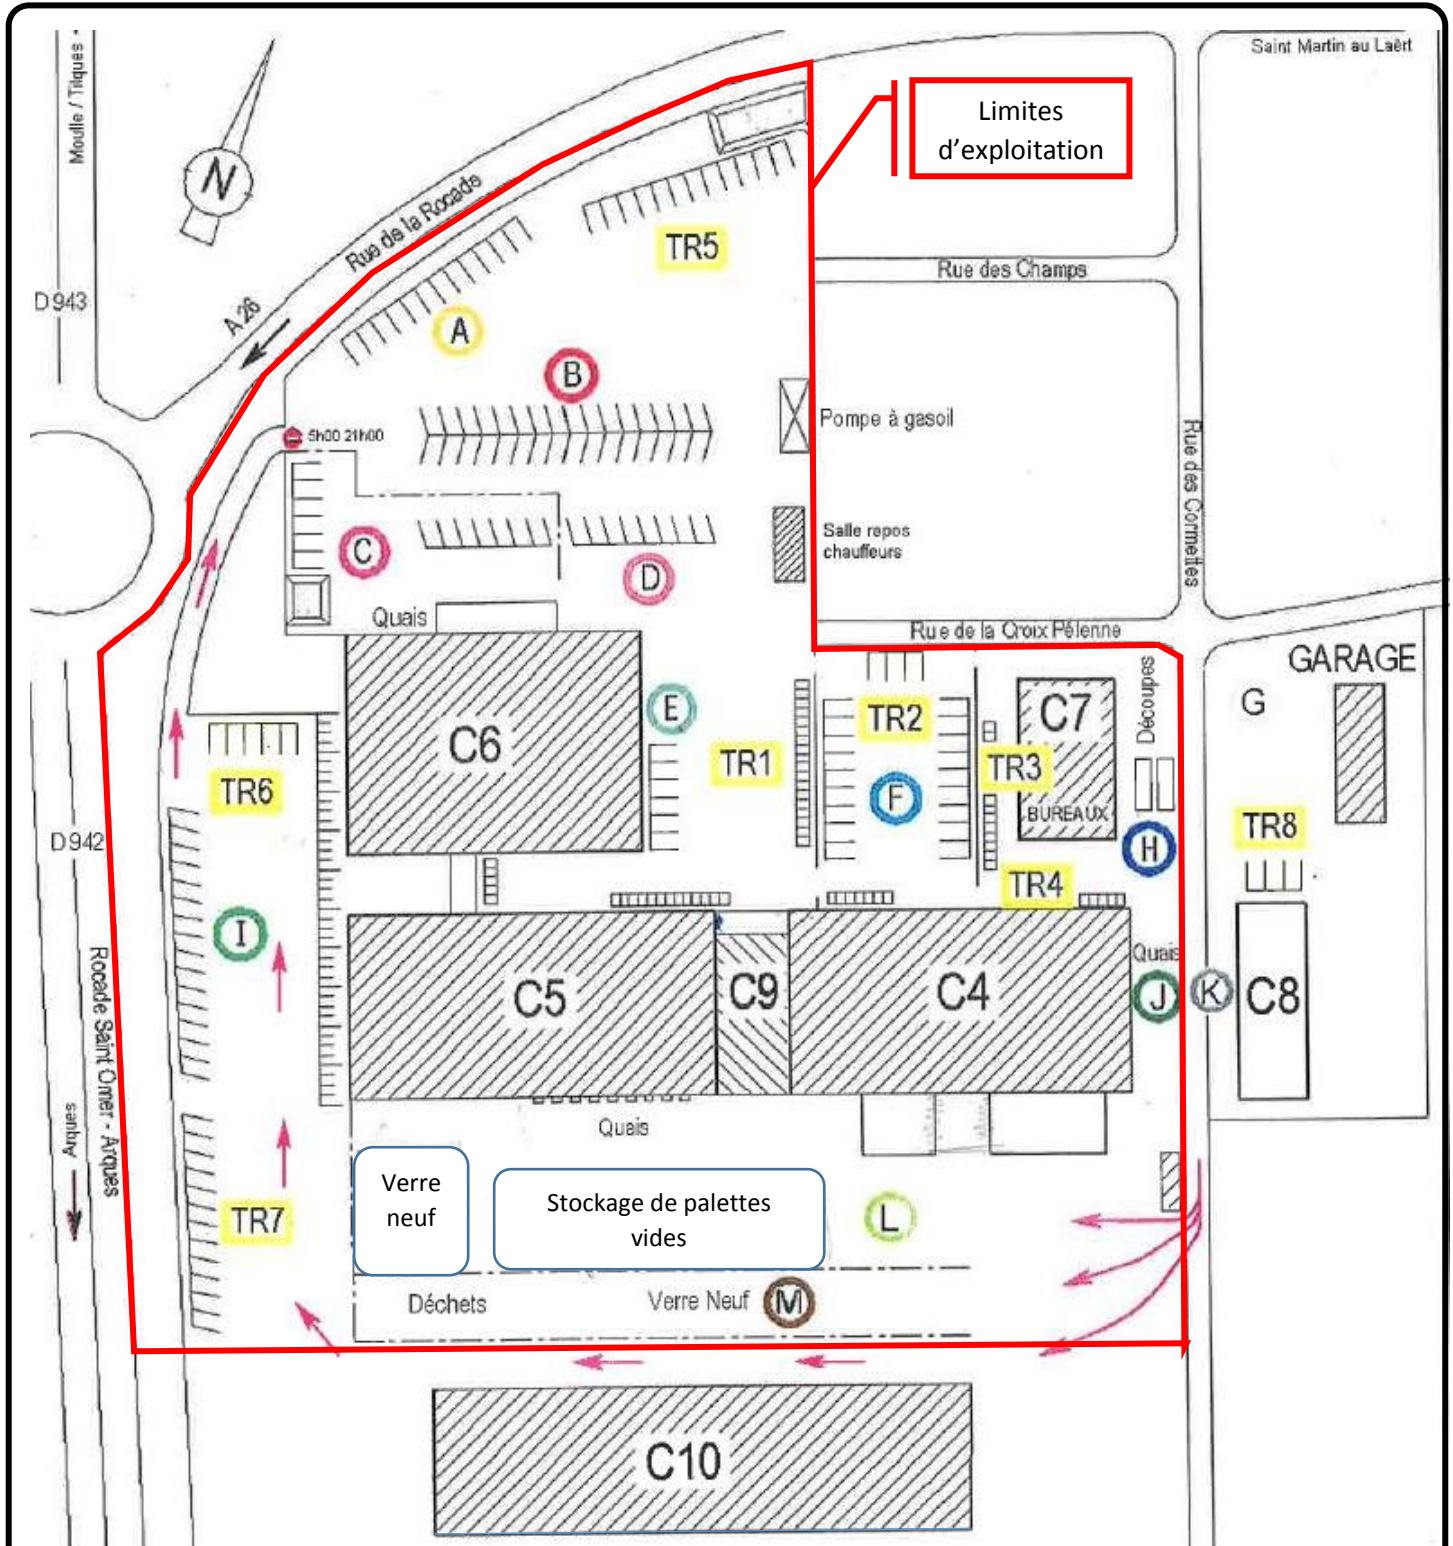 Moulle / Tilques -
Saint Martin au Laërt
Limites
d'exploitation
N
Rue de la Rocade
TR5
Rue des Champs
D943
A 26
A
B
5h00 21h00
Pompe à gasoil
Rue des Cormettes
C
D
Salle repos
chauffeurs
Quais
Rue de la Croix Pélenne
GARAGE
G
Découpes
E
C6
TR1
TR2
F
TR3
C7
BUREAUX
H
TR8
TR6
D942
TR4
I
Rocade Saint Omer - Arques
Arques
C5
C9
C4
Quais
J
K
C8
Quais
Verre
neuf
Stockage de palettes
vides
L
TR7
Déchets
Verre Neuf
M
C10